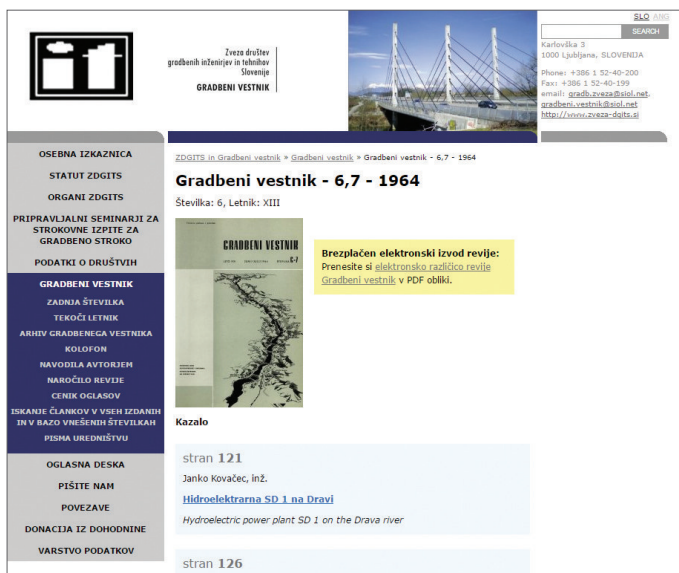 SLO ANG
SEARCH
Zveza društev
gradbenih inženirjev in tehnikov
Slovenije
GRADBENI VESTNIK
Karlovška 3
1000 Ljubljana, SLOVENIJA
Phone: +386 1 52-40-200
Fax: +386 1 52-40-199
email: gradb.zveza@siol.net,
gradbeni.vestnik@siol.net
http://www.zveza-dgits.si
OSEBNA IZKAZNICA
STATUT ZDGITS
ORGANI ZDGITS
PRIPRAVLJALNI SEMINARJI ZA
STROKOVNE IZPITE ZA
GRADBENO STROKO
PODATKI O DRUŠTVIH
GRADBENI VESTNIK
ZADNJA ŠTEVILKA
TEKOČI LETNIK
ARHIV GRADBENEGA VESTNIKA
KOLOFON
NAVODILA AVTORJEM
NAROČILO REVIJE
CENIK OGLASOV
ISKANJE ČLANKOV V VSEH IZDANIH
IN V BAZO VNEŠENIH ŠTEVILKAH
PISMA UREDNIŠTVU
OGLASNA DESKA
PIŠITE NAM
POVEZAVE
DONACIJA IZ DOHODNINE
VARSTVO PODATKOV
ZDGITS in Gradbeni vestnik » Gradbeni vestnik » Gradbeni vestnik - 6,7 - 1964
Gradbeni vestnik - 6,7 - 1964
Številka: 6, Letnik: XIII
GRADBENI VESTNIK
6-7
Brezplačen elektronski izvod revije:
Prenesite si elektronsko različico revije
Gradbeni vestnik v PDF obliki.
Kazalo
stran 121
Janko Kovačec, inž.
Hidroelektrarna SD 1 na Dravi
Hydroelectric power plant SD 1 on the Drava river
stran 126